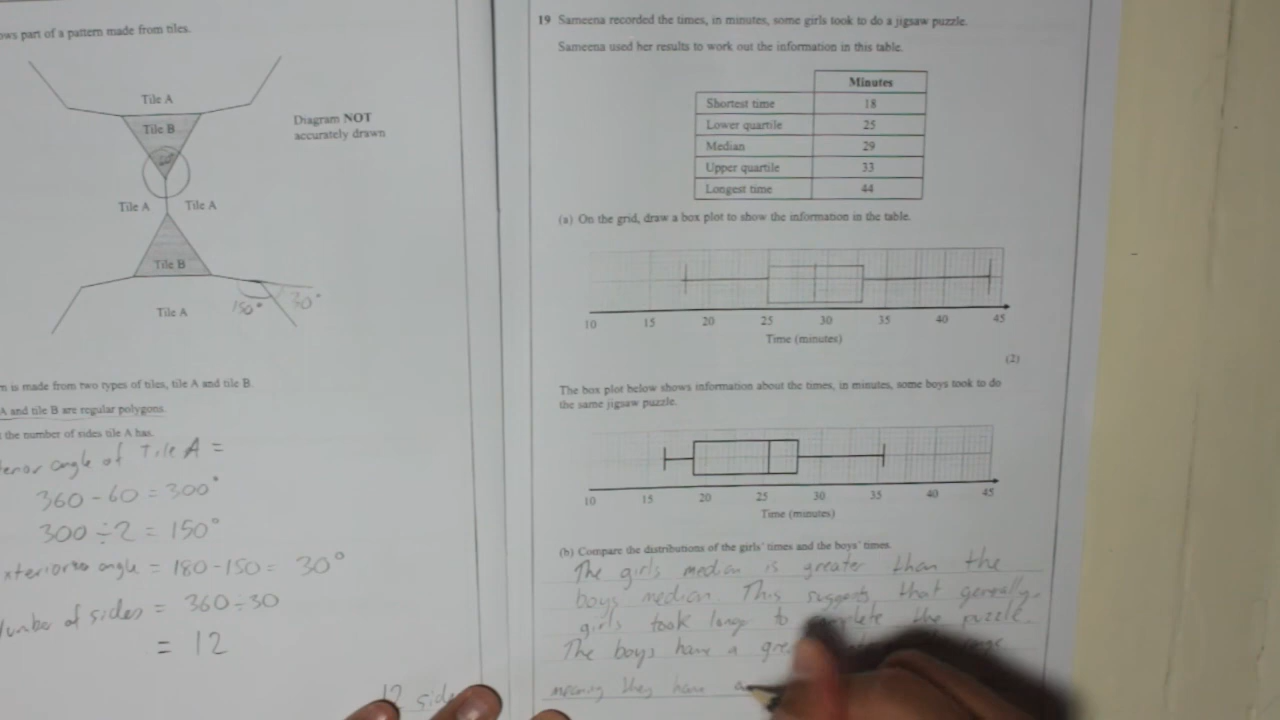 ows part of a pattern made from tiles.
Tile A
Tile B
Diagram NOT
accurately drawn
Tile A Tile A
Tile B
150° 30°
Tile A
n is made from two types of tiles, tile A and tile B.
A and tile B are regular polygons.
the number of sides tile A has.
terior angle of Tile A =
360 - 60 = 300°
300 ÷ 2 = 150°
xterior angle = 180 - 150 = 30°
Number of sides = 360 ÷ 30
= 12
12 side
19 Sameena recorded the times, in minutes, some girls took to do a jigsaw puzzle.
Sameena used her results to work out the information in this table.
Minutes
Shortest time 18
Lower quartile 25
Median 29
Upper quartile 33
Longest time 44
(a) On the grid, draw a box plot to show the information in the table.
10 15 20 25 30 35 40 45
Time (minutes)
(2)
The box plot below shows information about the times, in minutes, some boys took to do
the same jigsaw puzzle.
10 15 20 25 30 35 40 45
Time (minutes)
(b) Compare the distributions of the girls' times and the boys' times.
The girls median is greater than the
boys median. This suggests that
girls took to the puzzle.
The boys have a
meaning they have